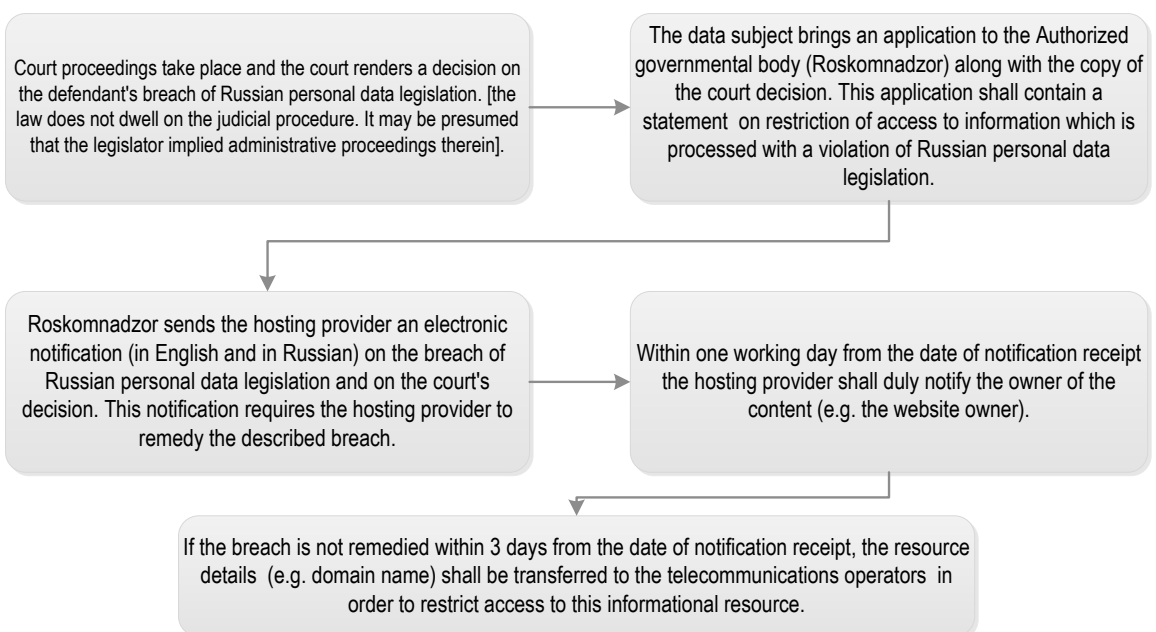 Court proceedings take place and the court renders a decision on
the defendant's breach of Russian personal data legislation. [the
law does not dwell on the judicial procedure. It may be presumed
that the legislator implied administrative proceedings therein].
The data subject brings an application to the Authorized
governmental body (Roskomnadzor) along with the copy of
the court decision. This application shall contain a
statement on restriction of access to information which is
processed with a violation of Russian personal data
legislation.
Roskomnadzor sends the hosting provider an electronic
notification (in English and in Russian) on the breach of
Russian personal data legislation and on the court's
decision. This notification requires the hosting provider to
remedy the described breach.
Within one working day from the date of notification receipt
the hosting provider shall duly notify the owner of the
content (e.g. the website owner).
If the breach is not remedied within 3 days from the date of notification receipt, the resource
details (e.g. domain name) shall be transferred to the telecommunications operators in
order to restrict access to this informational resource.